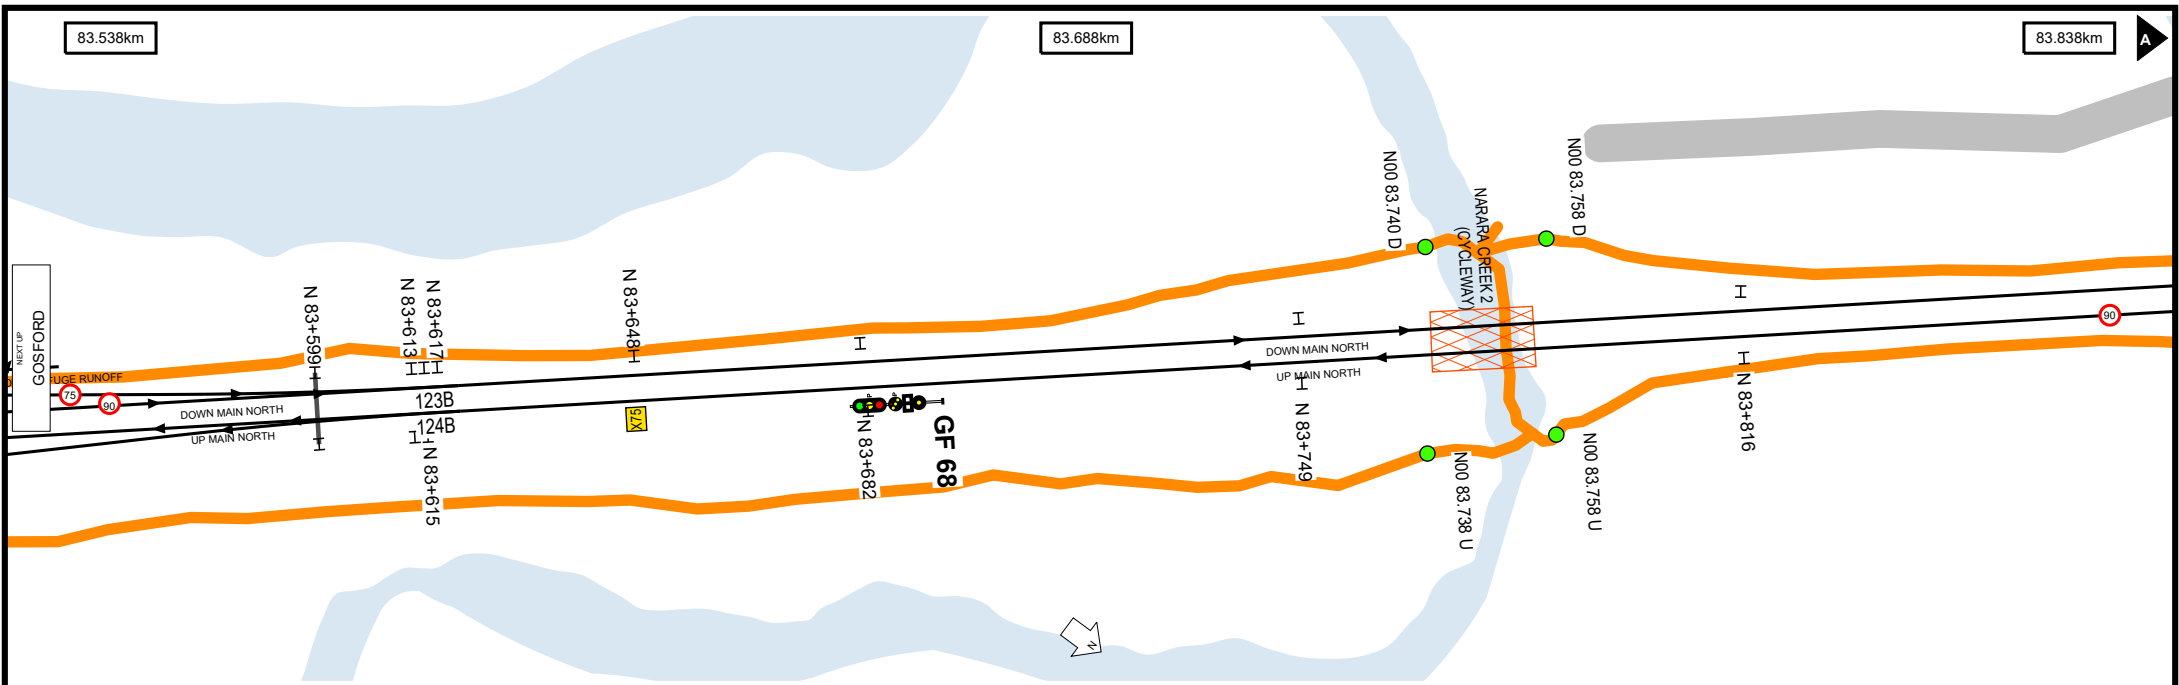 83.538km
83.688km
83.838km
A
N00 83.740 D
NARARA CREEK 2
(CYCLEWAY)
N00 83.758 D
NEXT UP
GOSFORD
N 83+599
N 83+613
N 83+617
N 83+648
FUGE RUNOFF
75
90
DOWN MAIN NORTH
UP MAIN NORTH
123B
124B
N 83+615
X75
N 83+682
GF 68
DOWN MAIN NORTH
UP MAIN NORTH
N 83+749
N00 83.738 U
N00 83.758 U
N 83+816
90
N